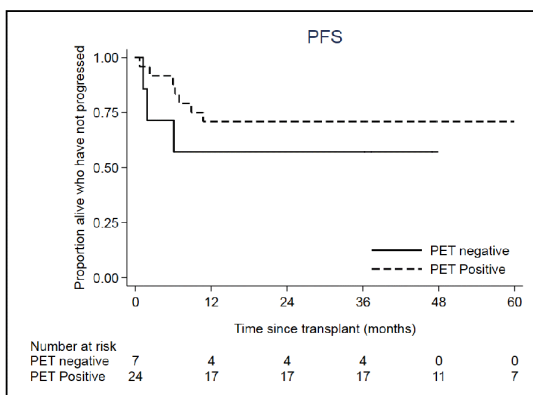 PFS
Proportion alive who have not progressed
1.00
0.75
0.50
0.25
0.00
PET negative
PET Positive
0 12 24 36 48 60
Time since transplant (months)
Number at risk
PET negative 7 4 4 4 0 0
PET Positive 24 17 17 17 11 7